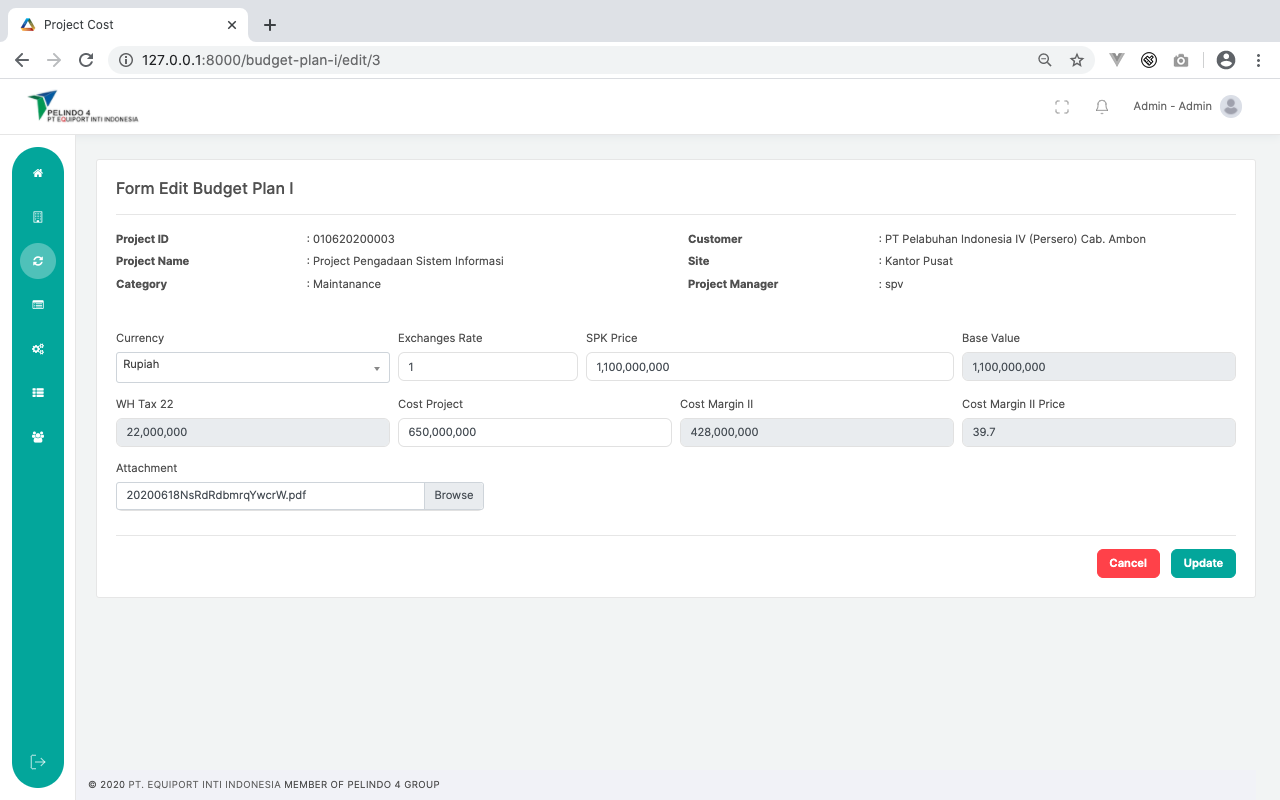 Project Cost
127.0.0.1:8000/budget-plan-i/edit/3
PELINDO 4
PT EQUIPORT INTI INDONESIA
Admin - Admin
Form Edit Budget Plan I
Project ID : 010620200003 Customer : PT Pelabuhan Indonesia IV (Persero) Cab. Ambon
Project Name : Project Pengadaan Sistem Informasi Site : Kantor Pusat
Category : Maintanance Project Manager : spv
Currency Exchanges Rate SPK Price Base Value
Rupiah 1 1,100,000,000 1,100,000,000
WH Tax 22 Cost Project Cost Margin II Cost Margin II Price
22,000,000 650,000,000 428,000,000 39.7
Attachment
20200618NsRdRdbmrqYwcrW.pdf Browse
Cancel Update
© 2020 PT. EQUIPORT INTI INDONESIA MEMBER OF PELINDO 4 GROUP